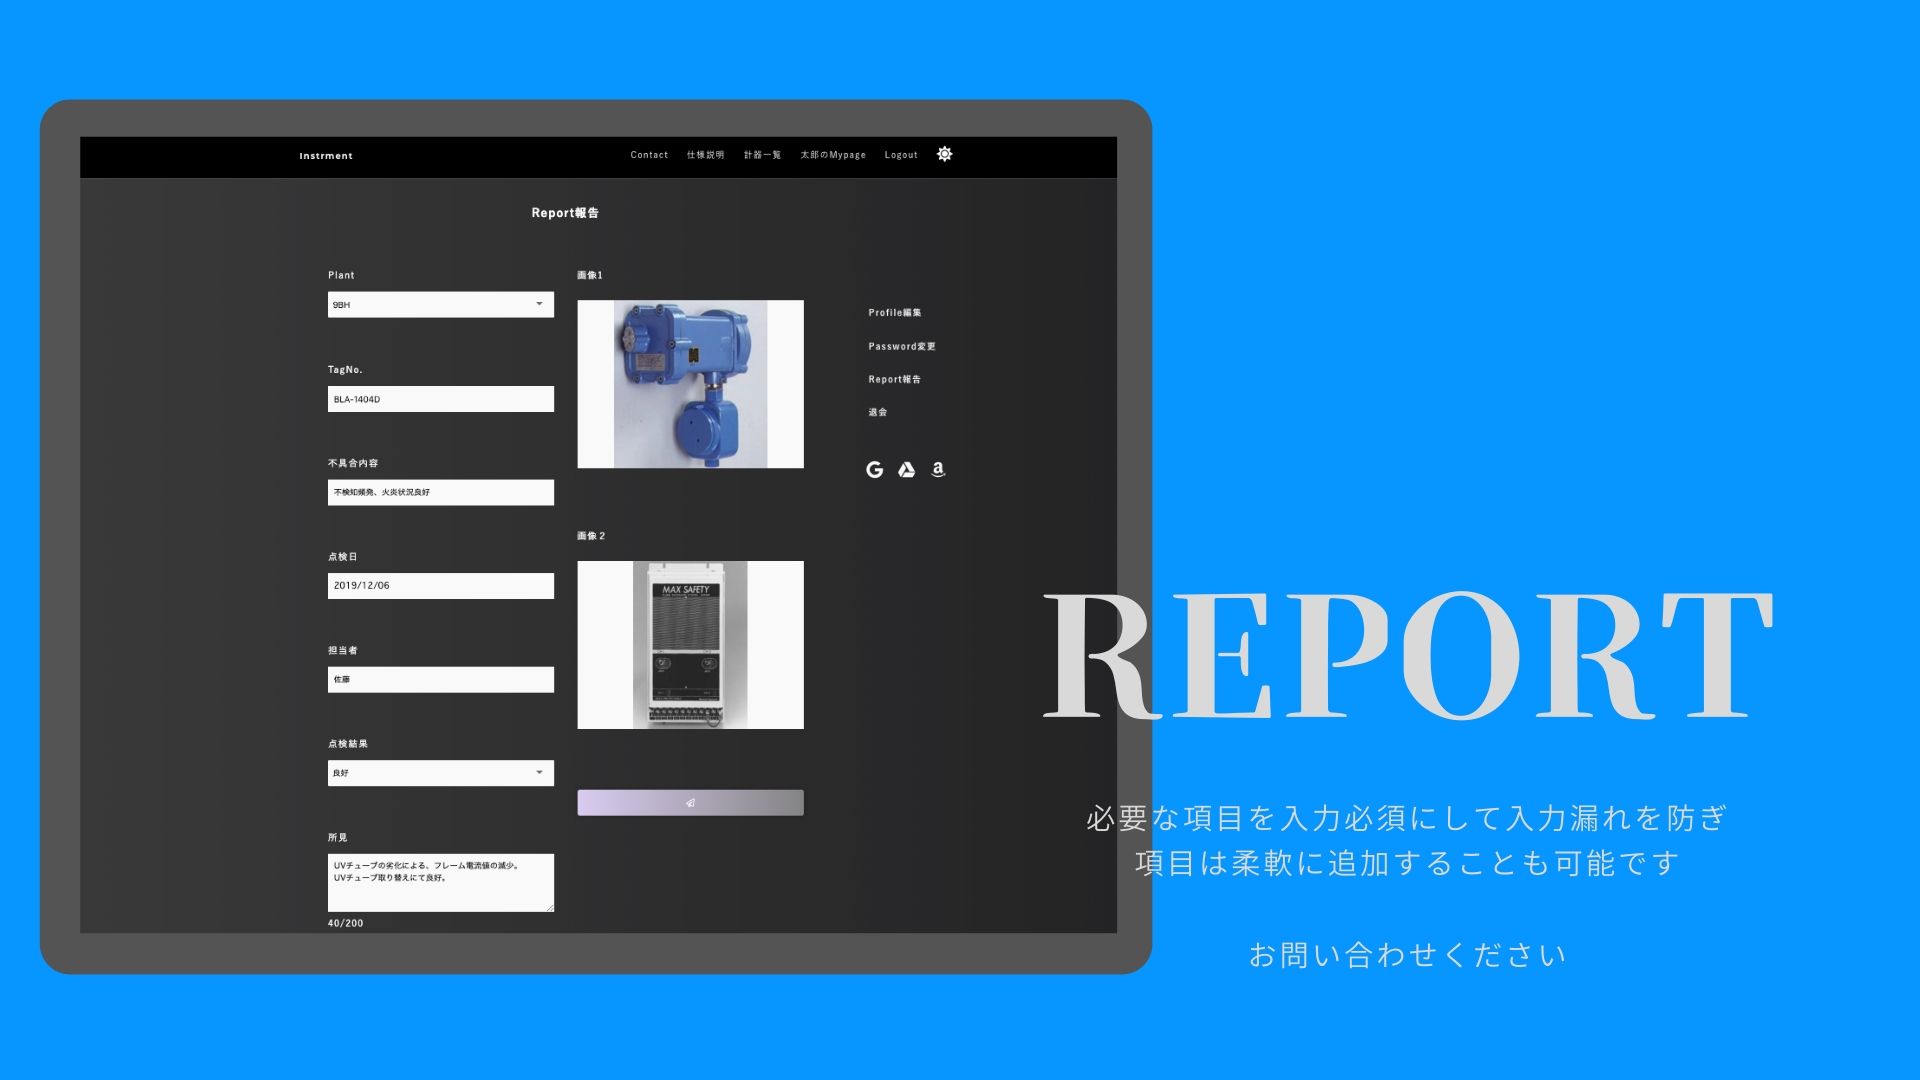 Instrment
Contact 仕様説明 計器一覧 太郎のMypage Logout
Report報告
Plant
9BH
TagNo.
BLA-1404D
不具合内容
不検知頻発、火炎状況良好
点検日
2019/12/06
担当者
佐藤
点検結果
良好
所見
UVチューブの劣化による、フレーム電流値の減少。
UVチューブ取り替えにて良好。
40/200
画像1
画像２
MAX SAFETY
Profile編集
Password変更
Report報告
退会
REPORT
必要な項目を入力必須にして入力漏れを防ぎ
項目は柔軟に追加することも可能です
お問い合わせください